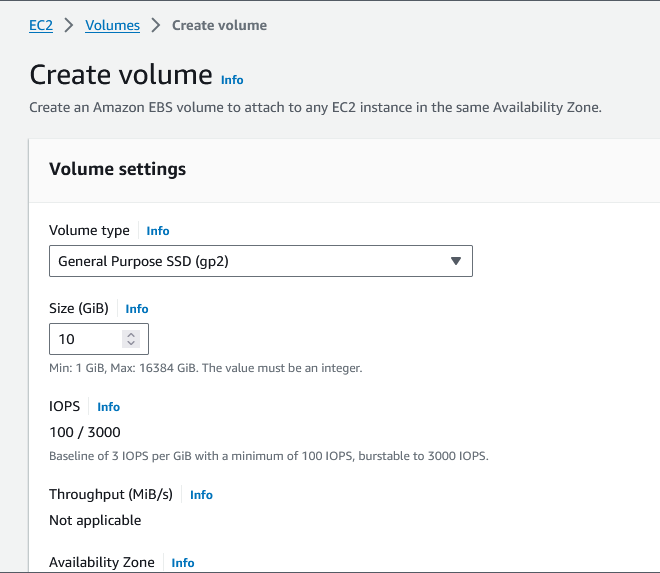 EC2 > Volumes > Create volume
Create volume Info
Create an Amazon EBS volume to attach to any EC2 instance in the same Availability Zone.
Volume settings
Volume type Info
General Purpose SSD (gp2)
Size (GiB) Info
10
Min: 1 GiB, Max: 16384 GiB. The value must be an integer.
IOPS Info
100 / 3000
Baseline of 3 IOPS per GiB with a minimum of 100 IOPS, burstable to 3000 IOPS.
Throughput (MiB/s) Info
Not applicable
Availability Zone Info